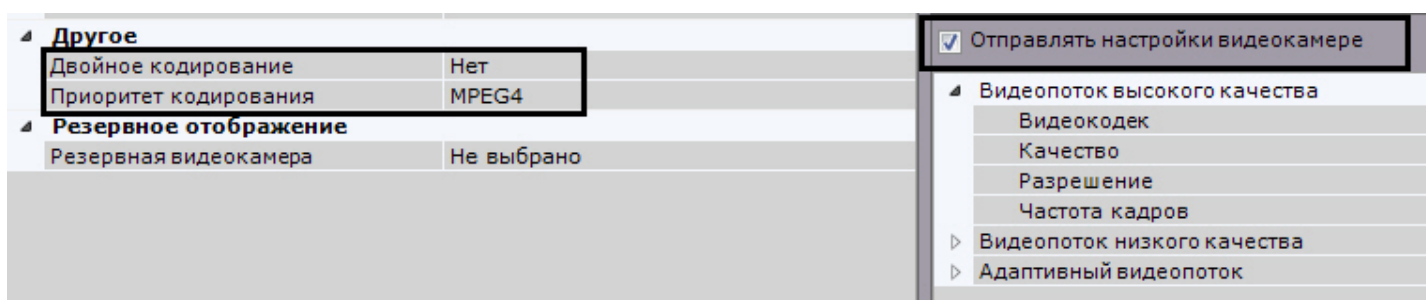 Другое
Двойное кодирование Нет
Приоритет кодирования MPEG4
Резервное отображение
Резервная видеокамера Не выбрано
Отправлять настройки видеокамере
Видеопоток высокого качества
Видеокодек
Качество
Разрешение
Частота кадров
Видеопоток низкого качества
Адаптивный видеопоток